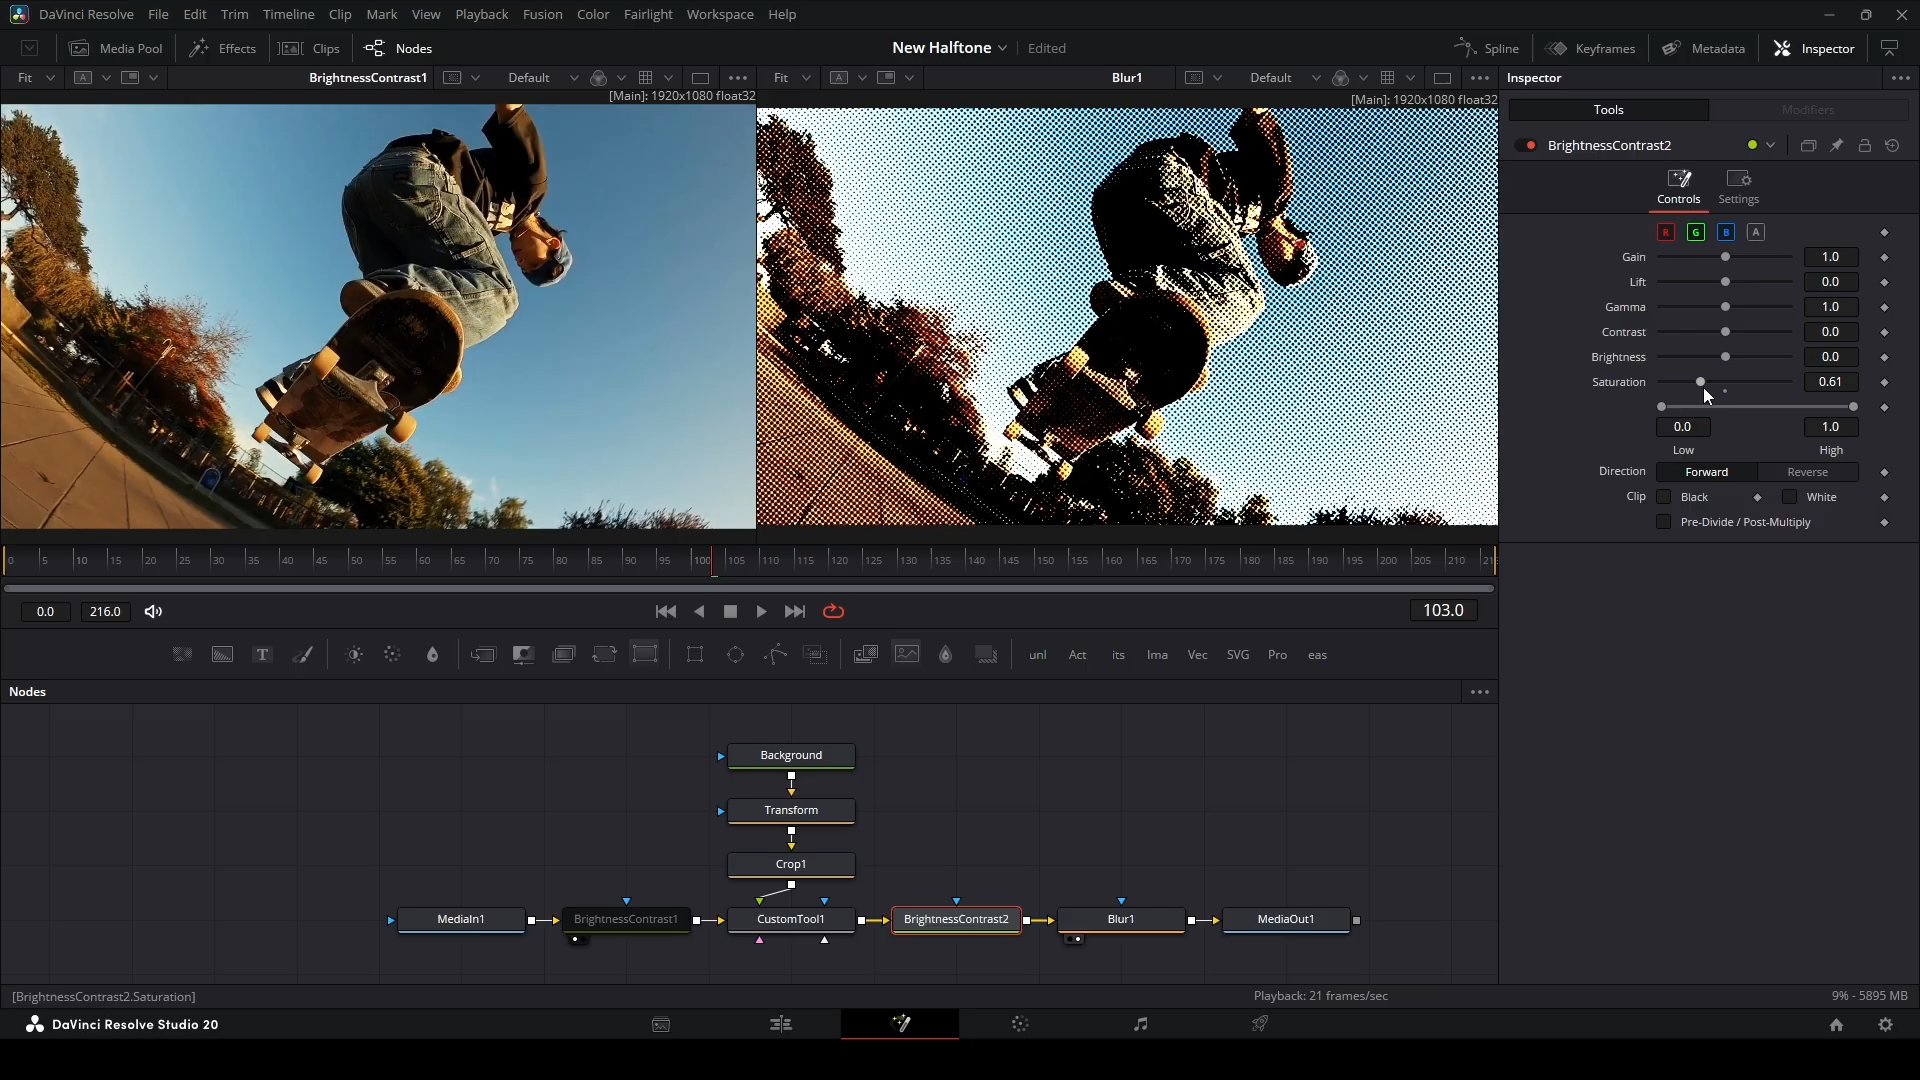 DaVinci Resolve File Edit Trim Timeline Clip Mark View Playback Fusion Color Fairlight Workspace Help
Media Pool Effects Clips Nodes New Halftone Edited Spline Keyframes Metadata Inspector
Fit A BrightnessContrast1 Default Fit A Blur1 Default Inspector
[Main]: 1920x1080 float32 [Main]: 1920x1080 float32
Tools Modifiers
BrightnessContrast2
Controls Settings
R G B A
Gain 1.0
Lift 0.0
Gamma 1.0
Contrast 0.0
Brightness 0.0
Saturation 0.61
0.0 1.0
Low High
Direction Forward Reverse
Clip Black White
Pre-Divide / Post-Multiply
0 5 10 15 20 25 30 35 40 45 50 55 60 65 70 75 80 85 90 95 100 105 110 115 120 125 130 135 140 145 150 155 160 165 170 175 180 185 190 195 200 205 210
0.0 216.0 103.0
T unl Act its Ima Vec SVG Pro eas
Nodes
Background
Transform
Crop1
MediaIn1 BrightnessContrast1 CustomTool1 BrightnessContrast2 Blur1 MediaOut1
[BrightnessContrast2.Saturation] Playback: 21 frames/sec 9% - 5895 MB
DaVinci Resolve Studio 20